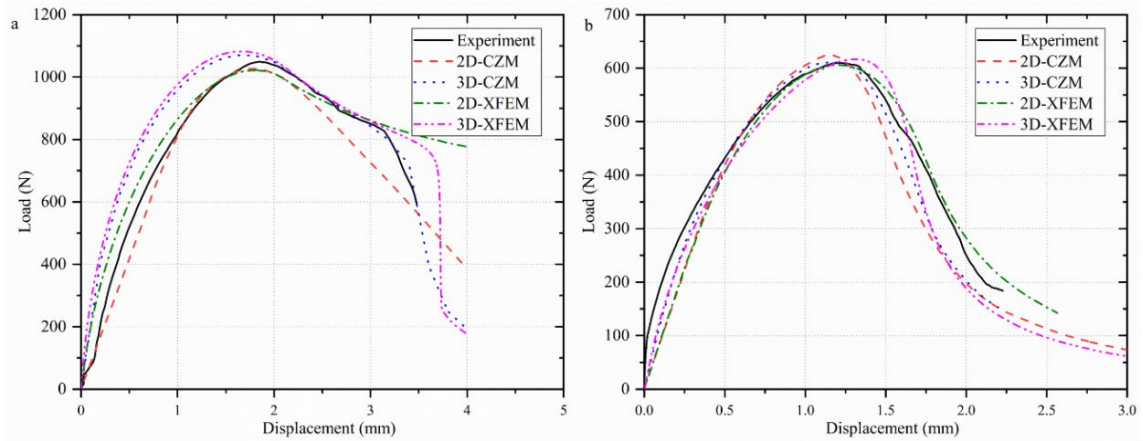 a
1200
1000
800
600
400
200
0
Load (N)
0
1
2
3
4
5
Displacement (mm)
Experiment
2D-CZM
3D-CZM
2D-XFEM
3D-XFEM
b
700
600
500
400
300
200
100
0
Load (N)
0.0
0.5
1.0
1.5
2.0
2.5
3.0
Displacement (mm)
Experiment
2D-CZM
3D-CZM
2D-XFEM
3D-XFEM